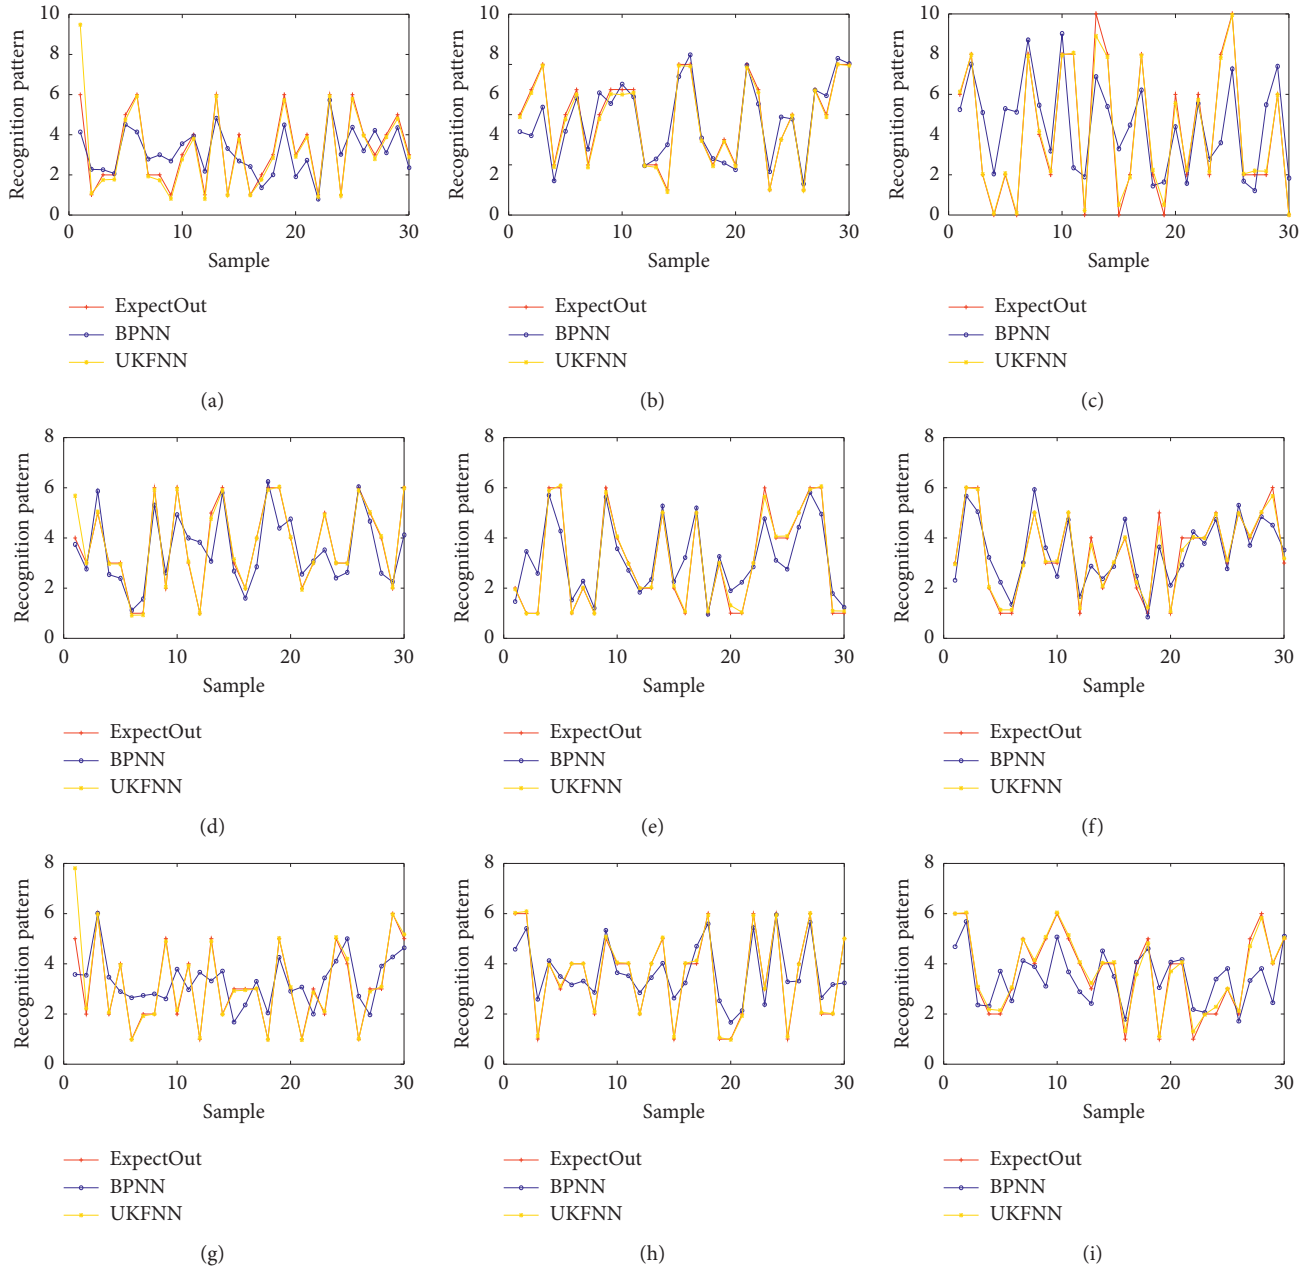 Recognition pattern
10
8
6
4
2
0
0 10 20 30
Sample
ExpectOut
BPNN
UKFNN
(a)
Recognition pattern
10
8
6
4
2
0
0 10 20 30
Sample
ExpectOut
BPNN
UKFNN
(b)
Recognition pattern
10
8
6
4
2
0
0 10 20 30
Sample
ExpectOut
BPNN
UKFNN
(c)
Recognition pattern
8
6
4
2
0
0 10 20 30
Sample
ExpectOut
BPNN
UKFNN
(d)
Recognition pattern
8
6
4
2
0
0 10 20 30
Sample
ExpectOut
BPNN
UKFNN
(e)
Recognition pattern
8
6
4
2
0
0 10 20 30
Sample
ExpectOut
BPNN
UKFNN
(f)
Recognition pattern
8
6
4
2
0
0 10 20 30
Sample
ExpectOut
BPNN
UKFNN
(g)
Recognition pattern
8
6
4
2
0
0 10 20 30
Sample
ExpectOut
BPNN
UKFNN
(h)
Recognition pattern
8
6
4
2
0
0 10 20 30
Sample
ExpectOut
BPNN
UKFNN
(i)